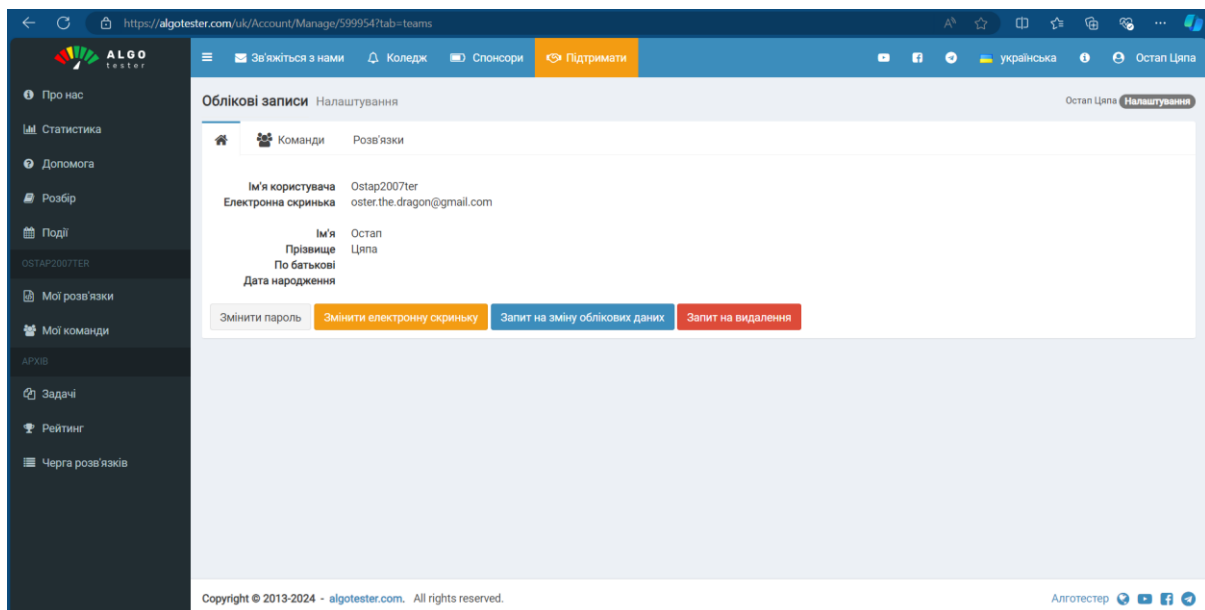 https://algotester.com/uk/Account/Manage/599954?tab=teams
ALGO
tester
Зв'яжіться з нами Коледж Спонсори Підтримати українська Остап Цяпа
Про нас
Статистика
Допомога
Розбір
Події
OSTAP2007TER
Мої розв'язки
Мої команди
АРХІВ
Задачі
Рейтинг
Черга розв'язків
Облікові записи Налаштування
Остап Цяпа Налаштування
Команди Розв'язки
Ім'я користувача Ostap2007ter
Електронна скринька oster.the.dragon@gmail.com
Ім'я Остап
Прізвище Цяпа
По батькові
Дата народження
Змінити пароль Змінити електронну скриньку Запит на зміну облікових даних Запит на видалення
Copyright © 2013-2024 - algotester.com. All rights reserved.
Алготестер